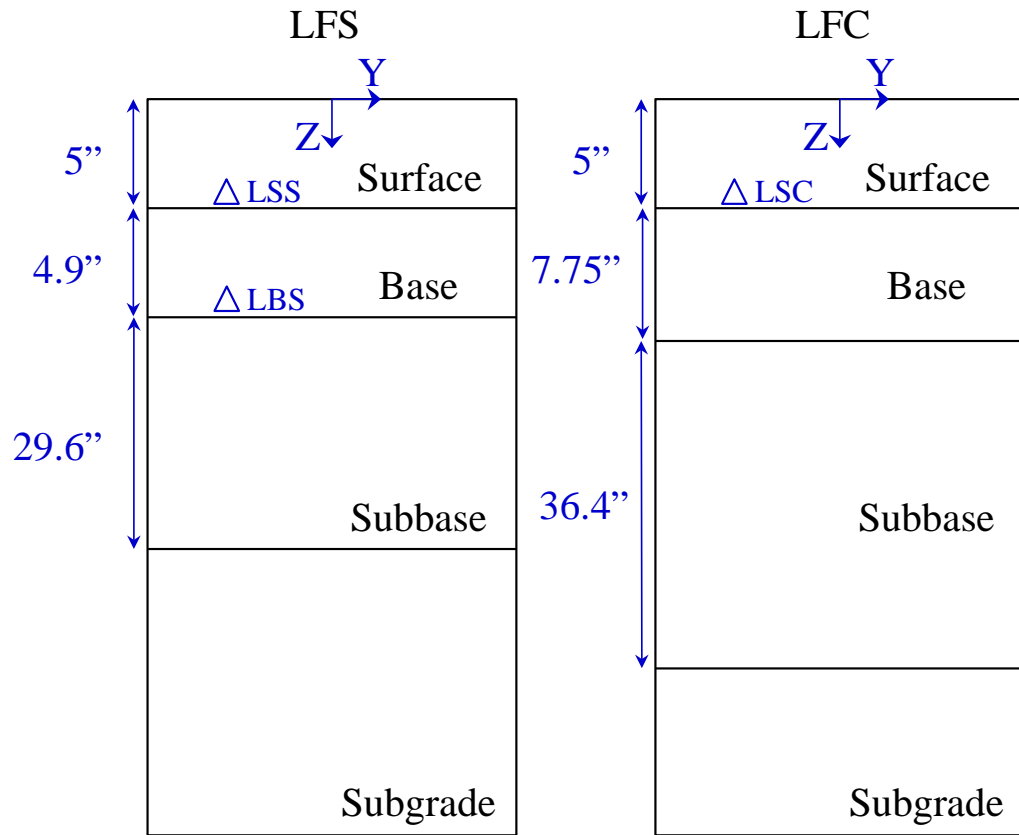 LFS
Y
Z
5”
Surface
△ LSS
4.9”
Base
△ LBS
29.6”
Subbase
Subgrade
LFC
Y
Z
5”
Surface
△ LSC
7.75”
Base
36.4”
Subbase
Subgrade